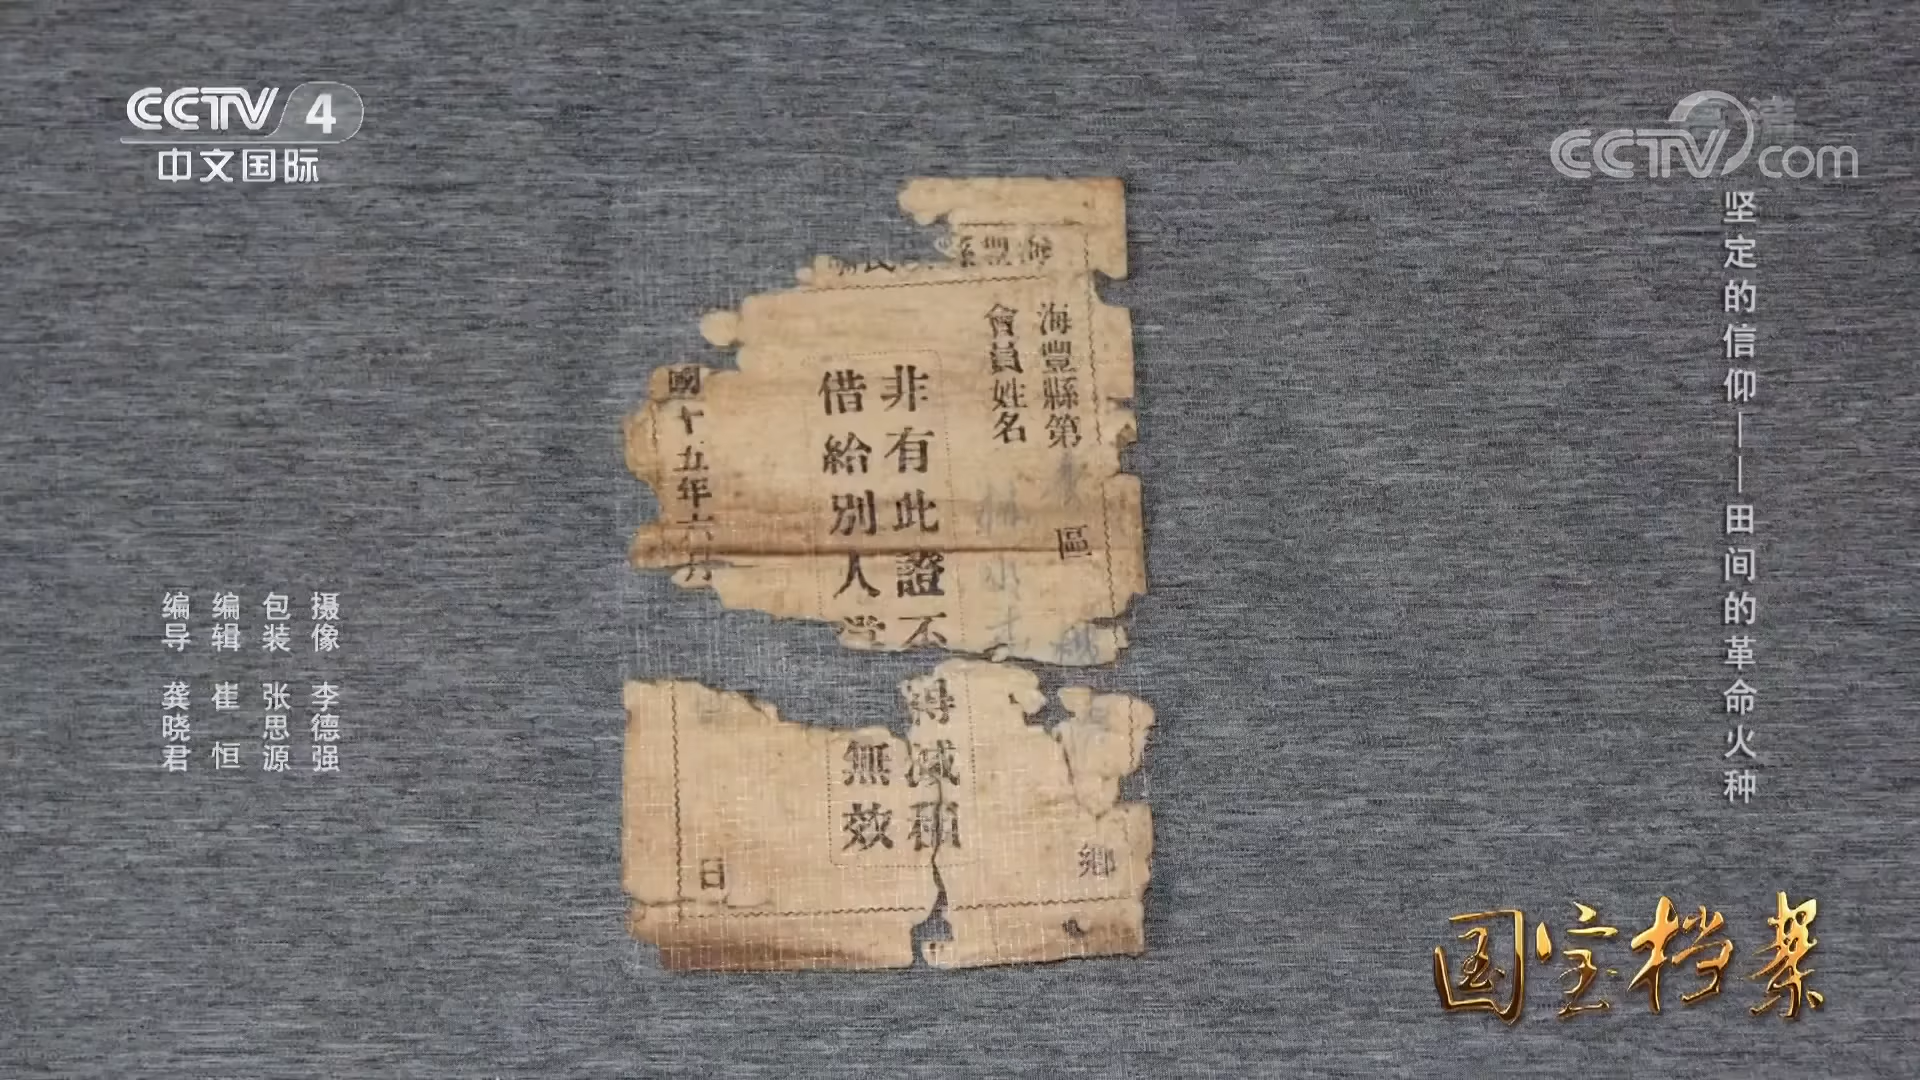 CCTV 4
中文国际
CCTV com
坚定的信仰——田间的革命火种
海豐縣
海豐縣第 區 鄉
會員姓名
非有此證不得減租
借給別人 無效
國十五年六月 日
摄像 李德强
包装 张思源
编辑 崔恒
编导 龚晓君
国宝档案